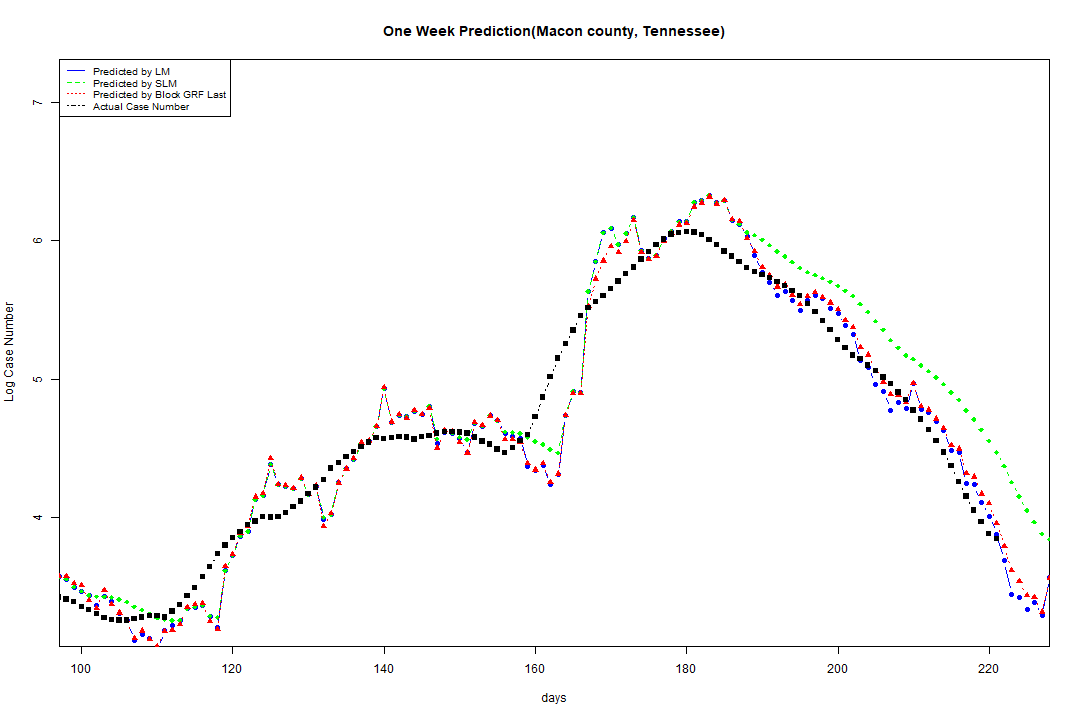 One Week Prediction(Macon county, Tennessee)
Predicted by LM
Predicted by SLM
Predicted by Block GRF Last
Actual Case Number
7
6
5
4
Log Case Number
100 120 140 160 180 200 220
days